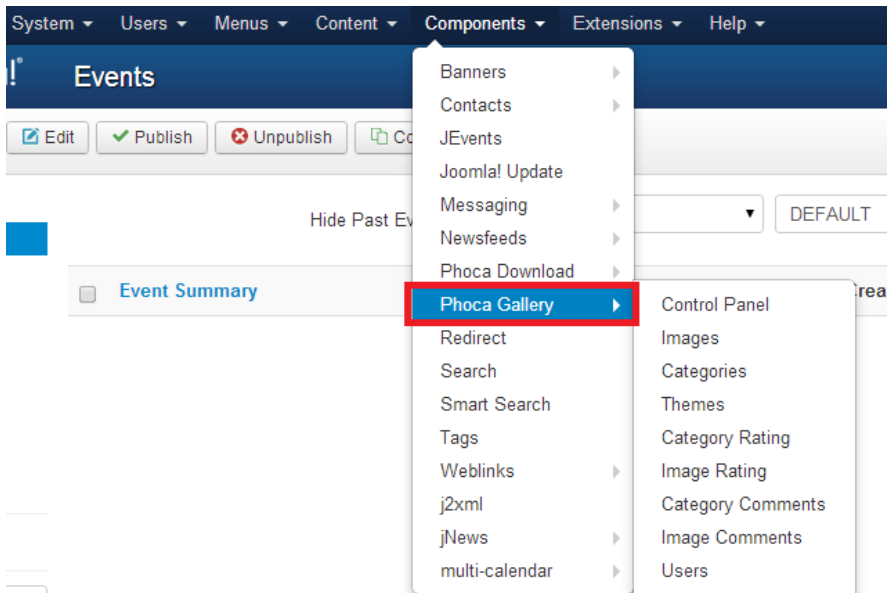 System Users Menus Content Components Extensions Help
Events
Edit Publish Unpublish
Hide Past DEFAULT
Event Summary
Banners
Contacts
JEvents
Joomla! Update
Messaging
Newsfeeds
Phoca Download
Phoca Gallery
Redirect
Search
Smart Search
Tags
Weblinks
j2xml
jNews
multi-calendar
Control Panel
Images
Categories
Themes
Category Rating
Image Rating
Category Comments
Image Comments
Users